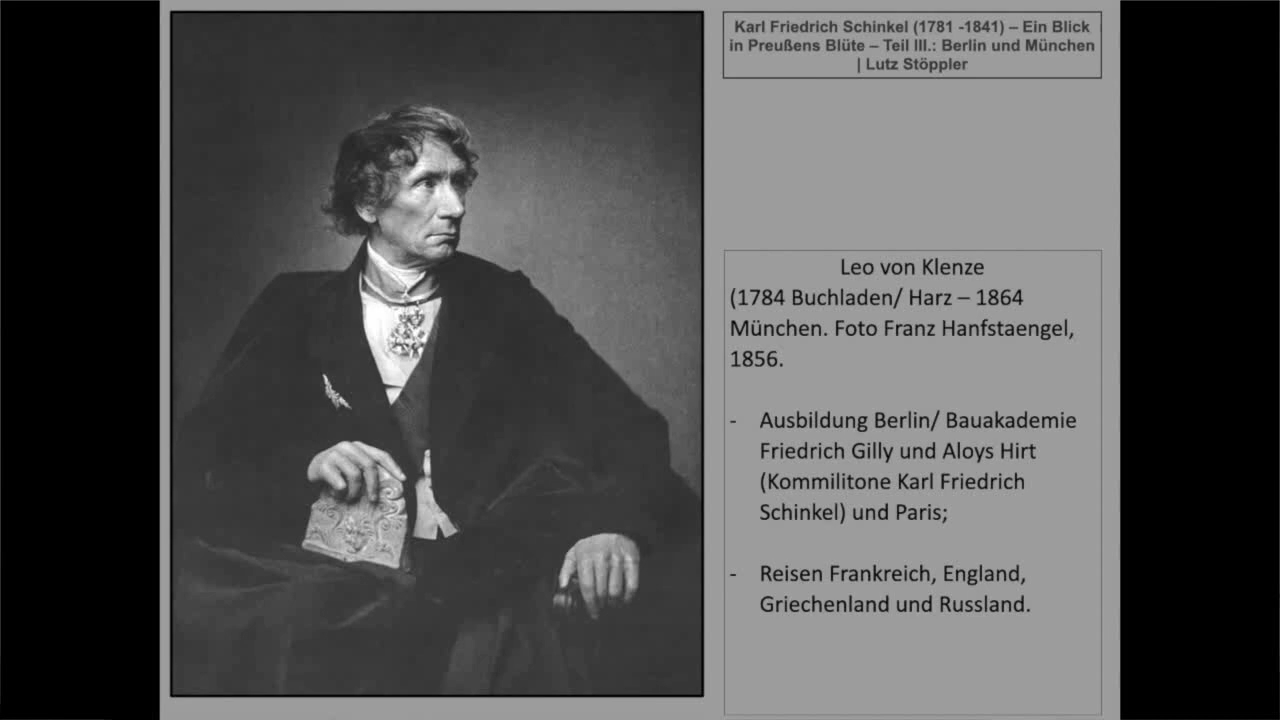 Karl Friedrich Schinkel (1781 -1841) – Ein Blick
in Preußens Blüte – Teil III.: Berlin und München
| Lutz Stöppler
Leo von Klenze
(1784 Buchladen/ Harz – 1864
München. Foto Franz Hanfstaengel,
1856.
- Ausbildung Berlin/ Bauakademie
Friedrich Gilly und Aloys Hirt
(Kommilitone Karl Friedrich
Schinkel) und Paris;
- Reisen Frankreich, England,
Griechenland und Russland.